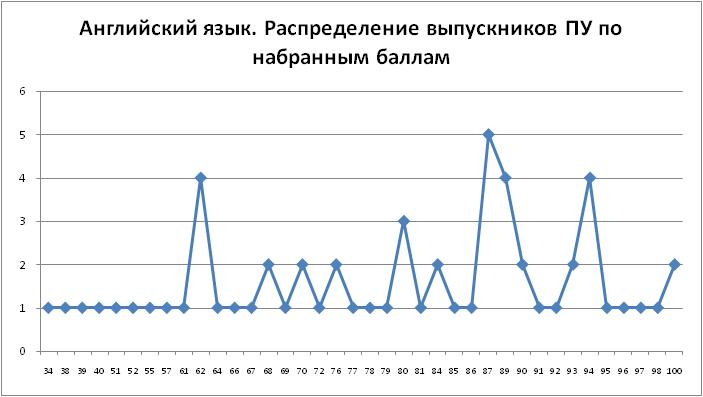 Английский язык. Распределение выпускников ПУ по
набранным баллам
6
5
4
3
2
1
0
34 38 39 40 51 52 55 57 61 62 64 66 67 68 69 70 72 76 77 78 79 80 81 84 85 86 87 89 90 91 92 93 94 95 96 97 98 100